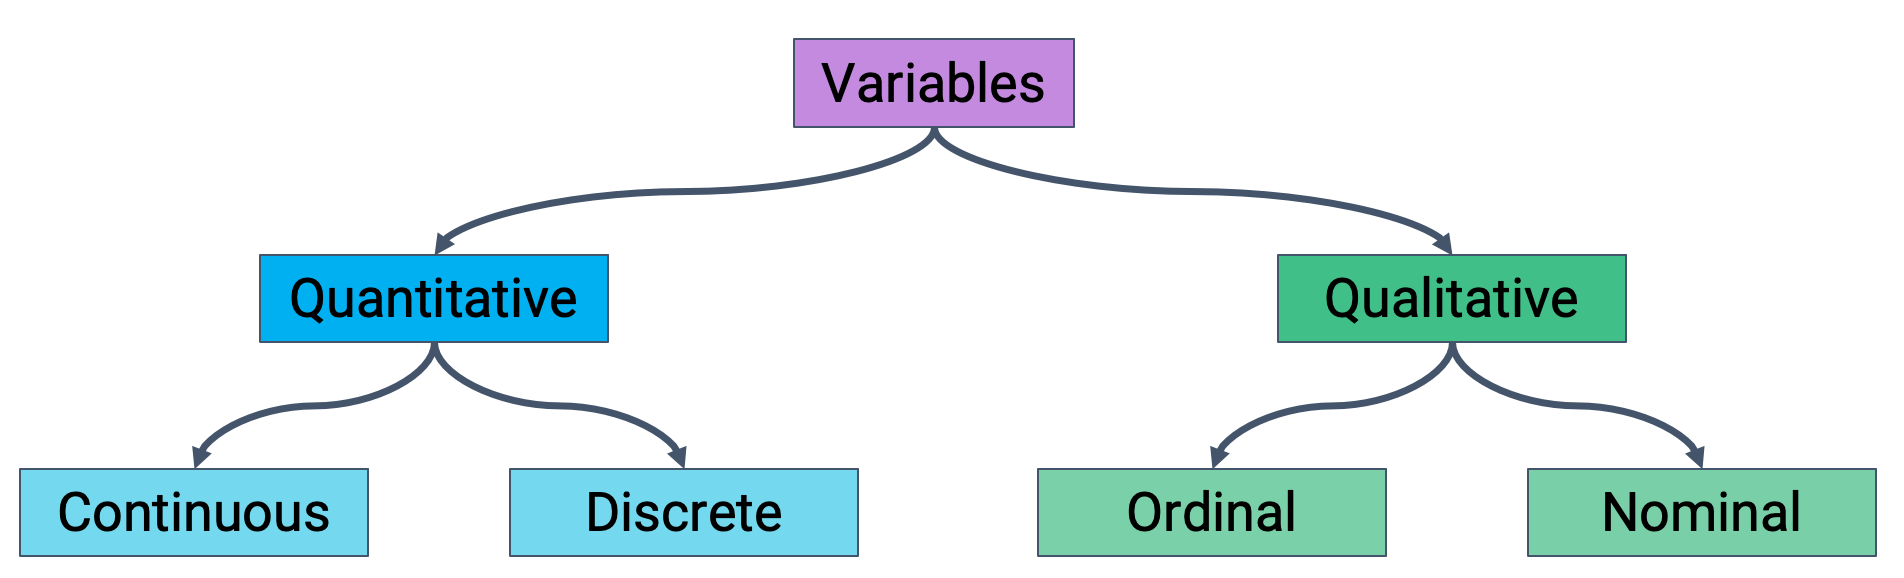 Variables
Quantitative
Qualitative
Continuous
Discrete
Ordinal
Nominal